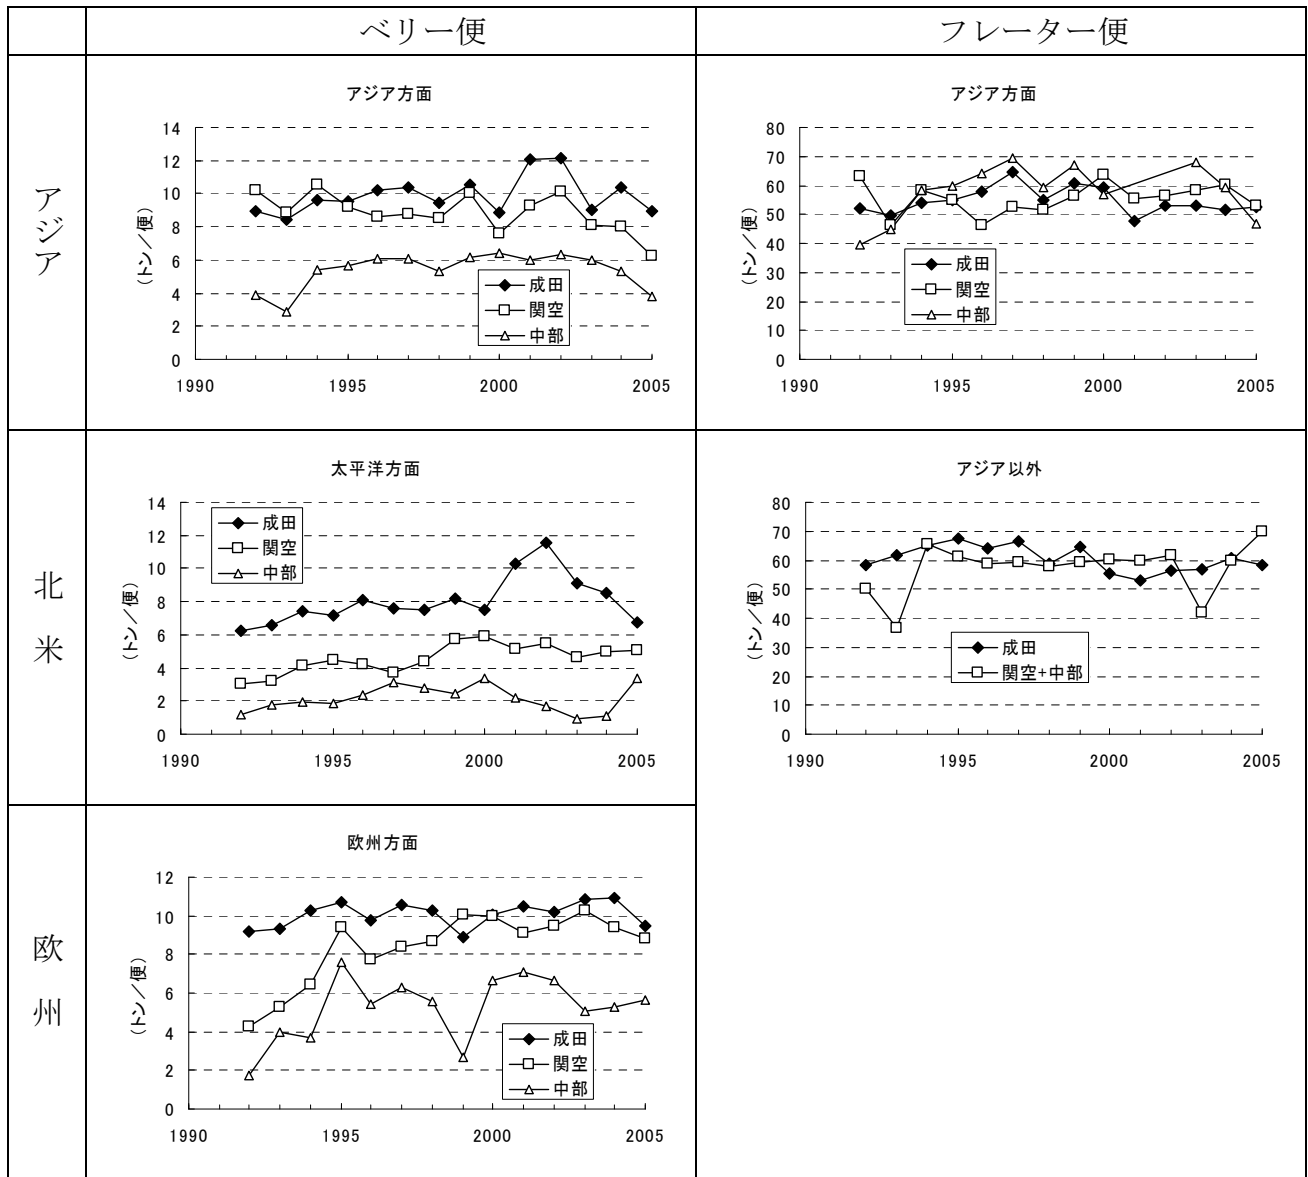 ベリー便
フレーター便
アジア
アジア方面
(トン／便)
14
12
10
8
6
4
2
0
1990
1995
2000
2005
成田
関空
中部
アジア方面
(トン／便)
80
70
60
50
40
30
20
10
0
1990
1995
2000
2005
成田
関空
中部
北米
太平洋方面
(トン／便)
14
12
10
8
6
4
2
0
1990
1995
2000
2005
成田
関空
中部
アジア以外
(トン／便)
80
70
60
50
40
30
20
10
0
1990
1995
2000
2005
成田
関空+中部
欧州
欧州方面
(トン／便)
12
10
8
6
4
2
0
1990
1995
2000
2005
成田
関空
中部